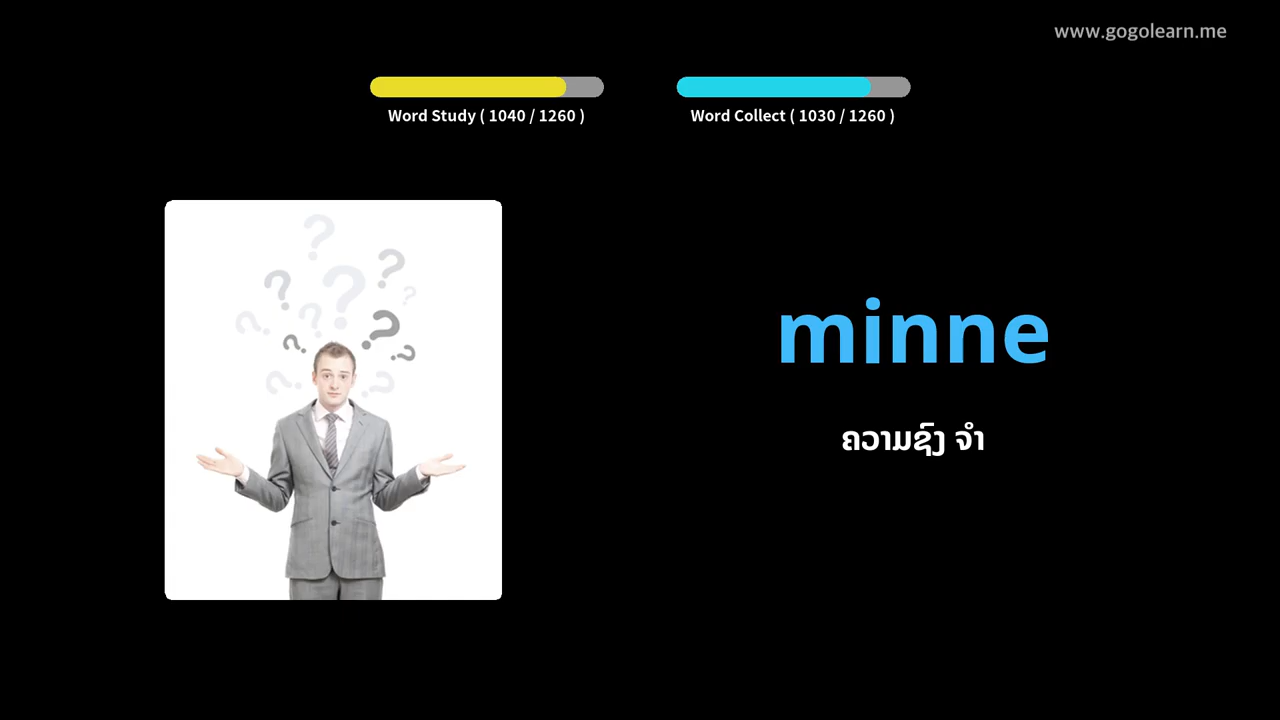 www.gogolearn.me
Word Study ( 1040 / 1260 )
Word Collect ( 1030 / 1260 )
minne
ຄວາມຊົງ ຈຳ